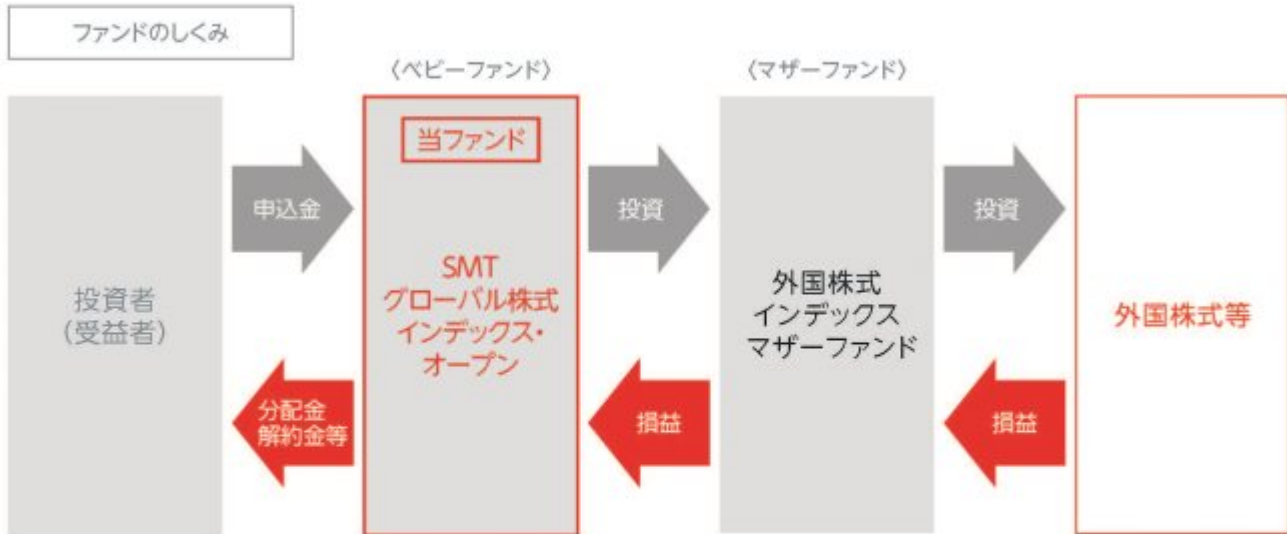 ファンドのしくみ
〈ベビーファンド〉
〈マザーファンド〉
投資者
(受益者)
申込金
分配金
解約金等
当ファンド
SMT
グローバル株式
インデックス・
オープン
投資
損益
外国株式
インデックス
マザーファンド
投資
損益
外国株式等